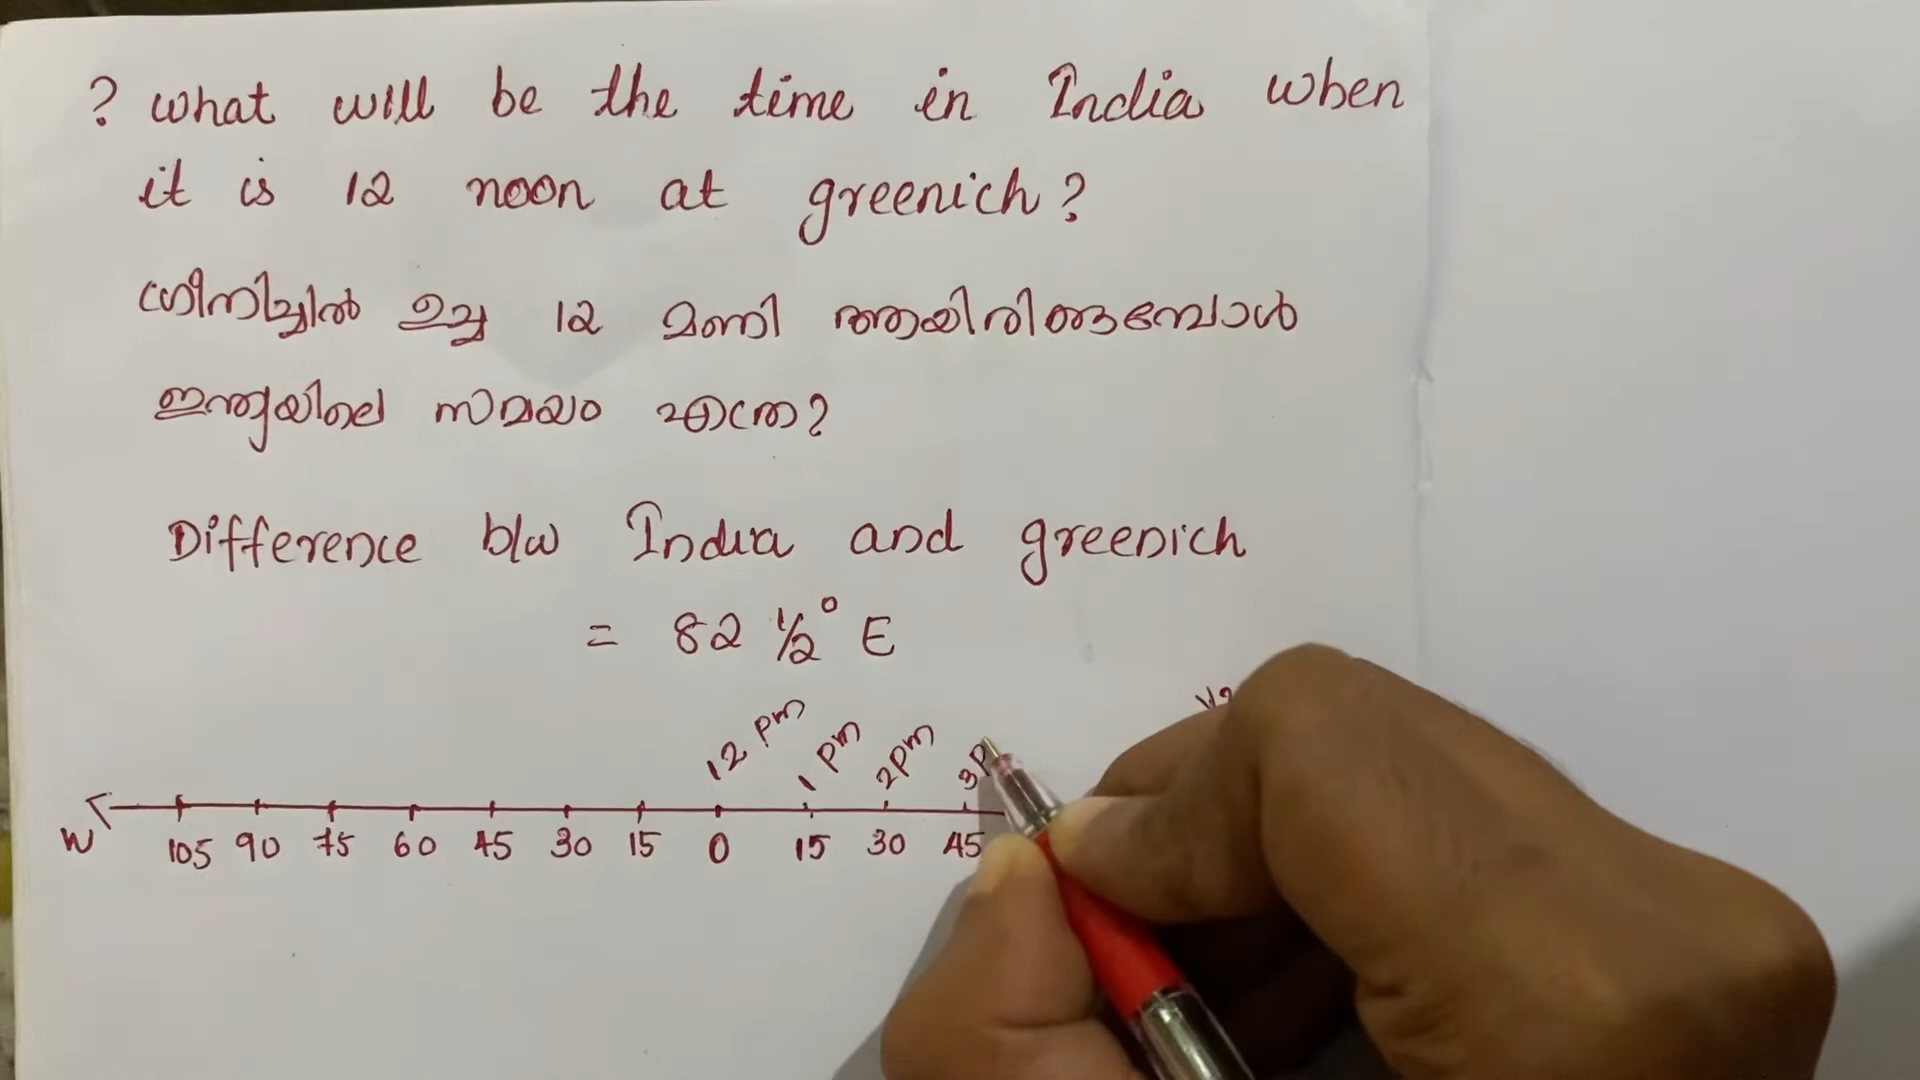 ? what will be the time in India when
it is 12 noon at greenich?
ഗ്രീനിച്ചിൽ ഉച്ച 12 മണി ആയിരിക്കുമ്പോൾ
ഇന്ത്യയിലെ സമയം എത്ര?
Difference b/w India and greenich
= 82 1/2° E
12 pm 1 pm 2pm 3p
W 105 90 75 60 45 30 15 0 15 30 45